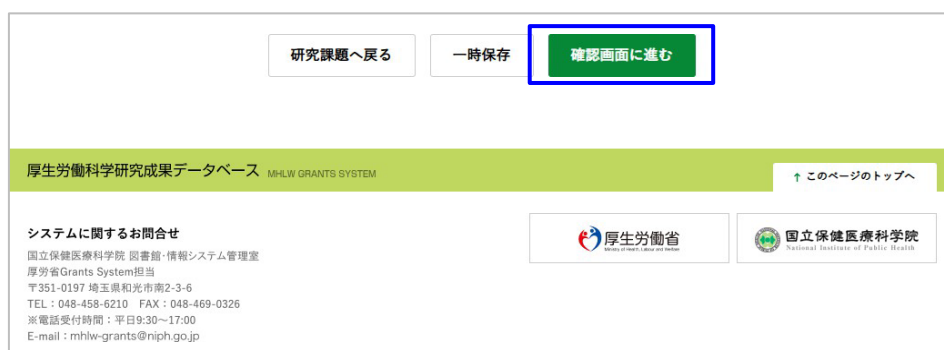 研究課題へ戻る
一時保存
確認画面に進む
厚生労働科学研究成果データベース MHLW GRANTS SYSTEM
↑ このページのトップへ
システムに関するお問合せ
国立保健医療科学院 図書館・情報システム管理室
厚労省Grants System担当
〒351-0197 埼玉県和光市南2-3-6
TEL：048-458-6210 FAX：048-469-0326
※電話受付時間：平日9:30～17:00
E-mail：mhlw-grants@niph.go.jp
厚生労働省
Ministry of Health, Labour and Welfare
国立保健医療科学院
National Institute of Public Health